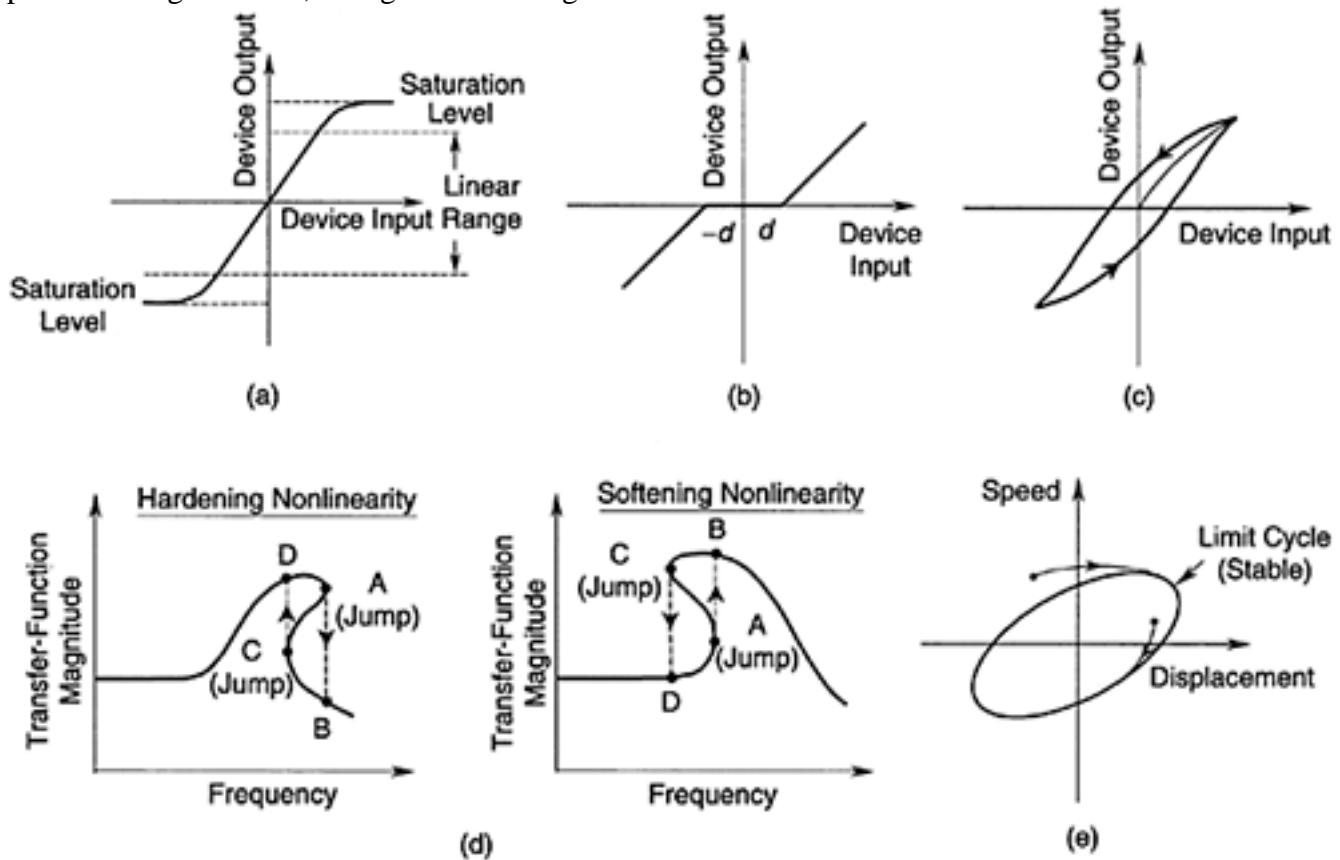 Device Output
Saturation
Level
Linear
Device Input Range
Saturation
Level
(a)
Device Output
-d
d
Device
Input
(b)
Device Output
Device Input
(c)
Hardening Nonlinearity
Transfer-Function
Magnitude
D
A
(Jump)
C
(Jump)
B
Frequency
Softening Nonlinearity
Transfer-Function
Magnitude
B
C
(Jump)
A
(Jump)
D
Frequency
(d)
Speed
Limit Cycle
(Stable)
Displacement
(e)